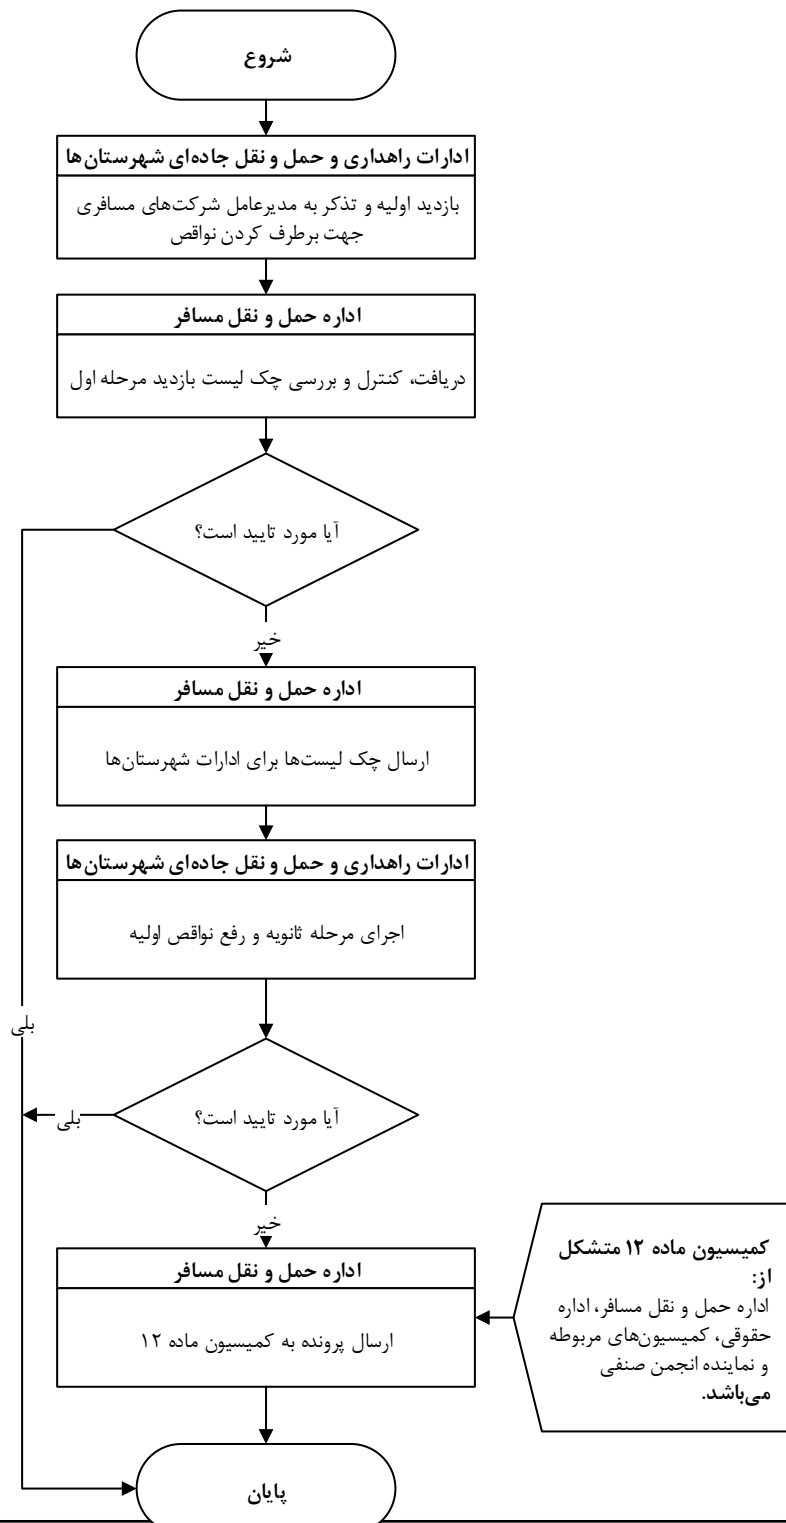 شروع
ادارات راهداری و حمل و نقل جاده‌ای شهرستان‌ها
بازدید اولیه و تذکر به مدیرعامل شرکت‌های مسافری
جهت برطرف کردن نواقص
اداره حمل و نقل مسافر
دریافت، کنترل و بررسی چک لیست بازدید مرحله اول
آیا مورد تایید است؟
خیر
اداره حمل و نقل مسافر
ارسال چک لیست‌ها برای ادارات شهرستان‌ها
ادارات راهداری و حمل و نقل جاده‌ای شهرستان‌ها
اجرای مرحله ثانویه و رفع نواقص اولیه
بلی
آیا مورد تایید است؟
بلی
خیر
اداره حمل و نقل مسافر
ارسال پرونده به کمیسیون ماده ۱۲
کمیسیون ماده ۱۲ متشکل
از:
اداره حمل و نقل مسافر، اداره
حقوقی، کمیسیون‌های مربوطه
و نماینده انجمن صنفی
می‌باشد.
پایان